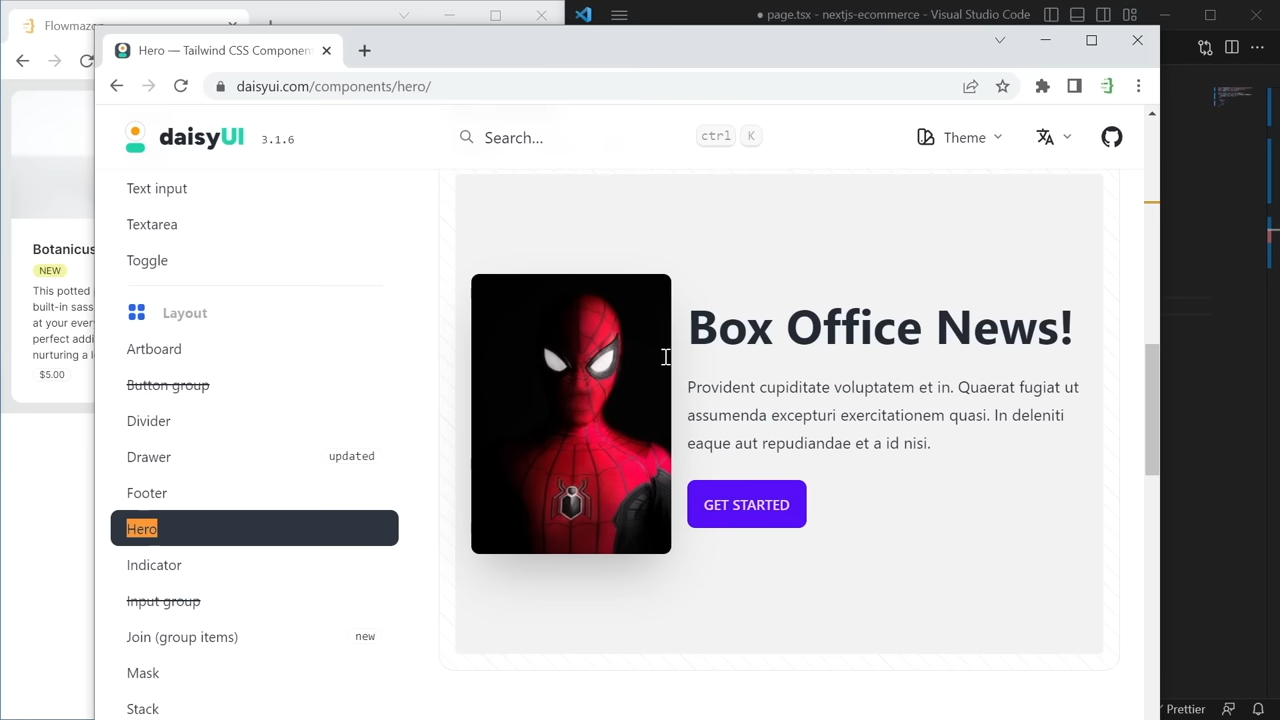 Flowmazon
● page.tsx - nextjs-ecommerce - Visual Studio Code
Hero — Tailwind CSS Componen
daisyui.com/components/hero/
daisyUI 3.1.6
Search...
ctrl K
Theme
Text input
Textarea
Toggle
Layout
Artboard
Button group
Divider
Drawer updated
Footer
Hero
Indicator
Input group
Join (group items) new
Mask
Stack
Box Office News!
Provident cupiditate voluptatem et in. Quaerat fugiat ut
assumenda excepturi exercitationem quasi. In deleniti
eaque aut repudiandae et a id nisi.
GET STARTED
Botanicus
NEW
This potted
built-in sass
at your ever
perfect addi
nurturing a l
$5.00
Prettier